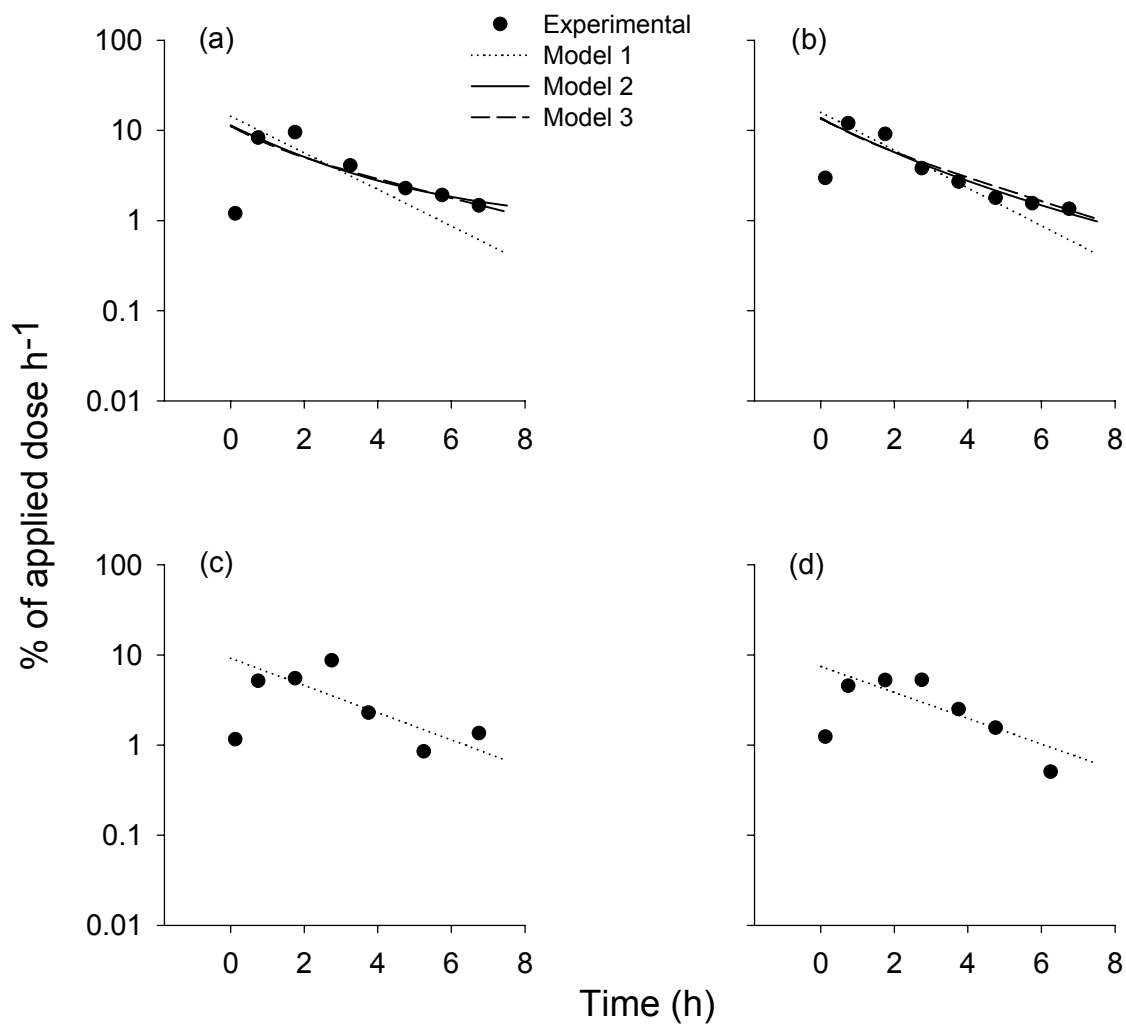 Experimental
Model 1
Model 2
Model 3
(a)
100
10
1
0.1
0.01
0 2 4 6 8
(b)
0 2 4 6 8
(c)
100
10
1
0.1
0.01
0 2 4 6 8
(d)
0 2 4 6 8
% of applied dose h-1
Time (h)